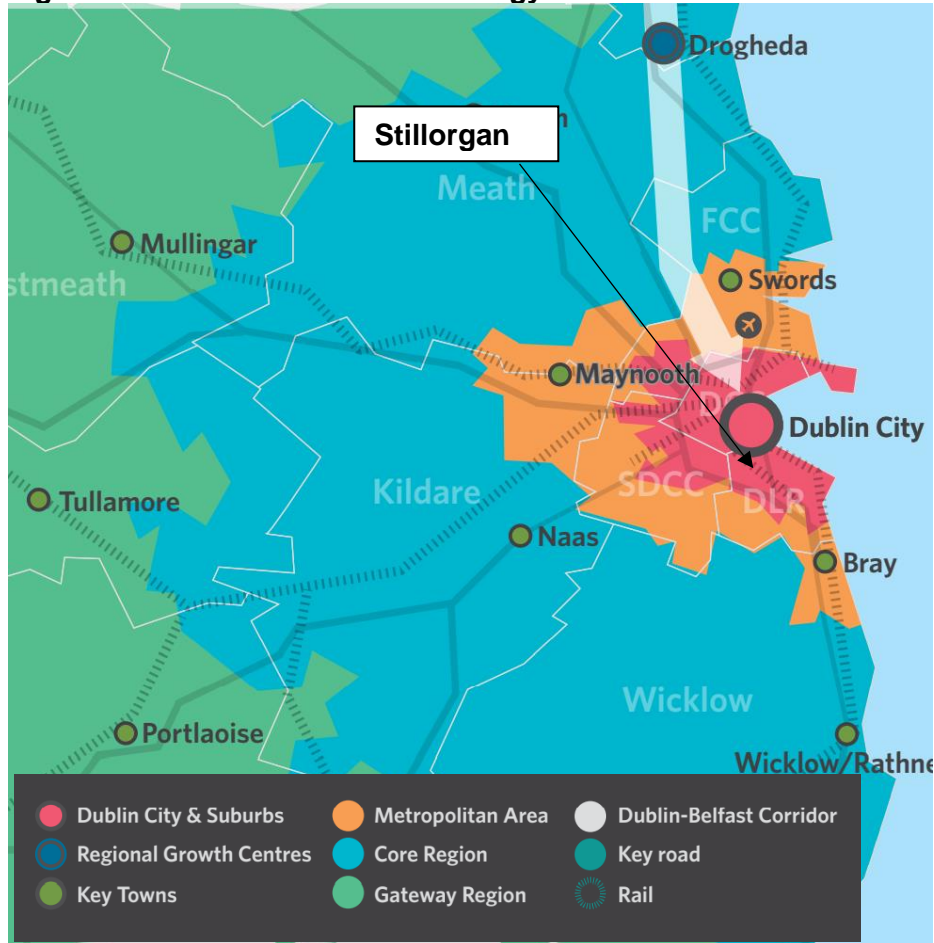 Drogheda
Stillorgan
Meath
FCC
Mullingar
Swords
stmeath
Maynooth
Dublin City
Kildare
SDCC
DLR
Tullamore
Naas
Bray
Wicklow
Portlaoise
Wicklow/Rathne
Dublin City & Suburbs
Metropolitan Area
Dublin-Belfast Corridor
Regional Growth Centres
Core Region
Key road
Key Towns
Gateway Region
Rail